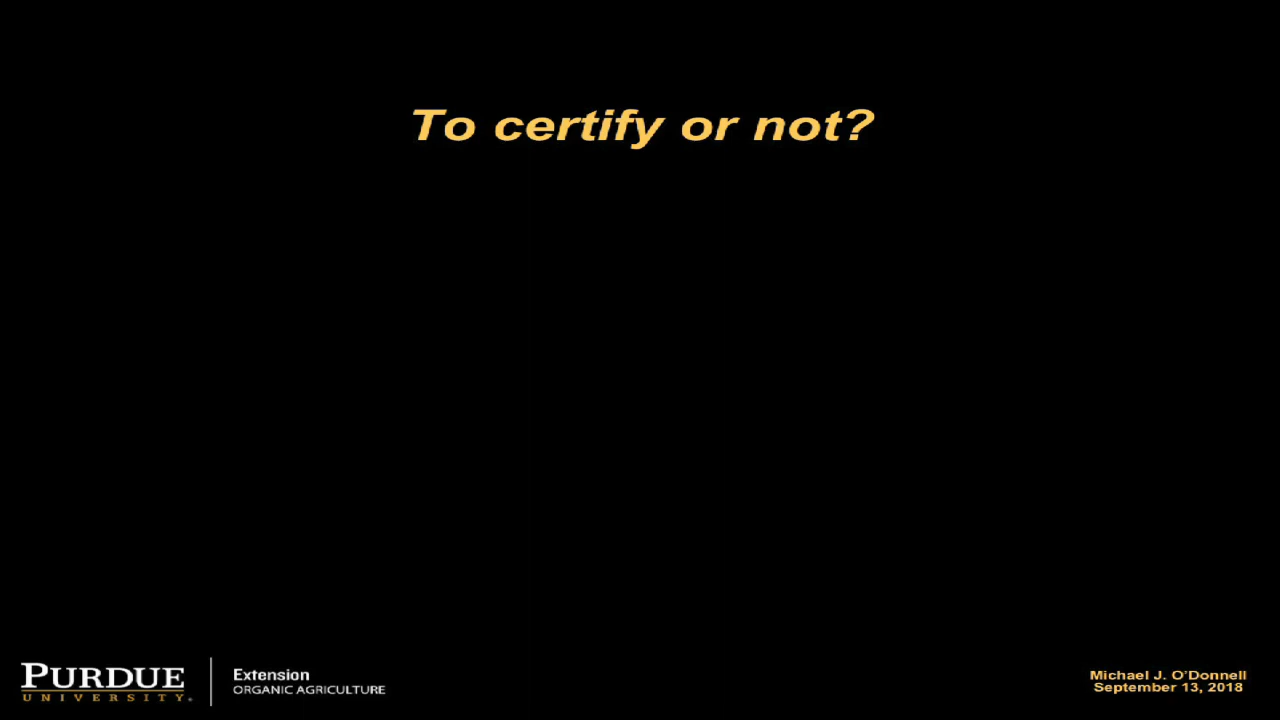 To certify or not?
PURDUE
UNIVERSITY.
Extension
ORGANIC AGRICULTURE
Michael J. O'Donnell
September 13, 2018